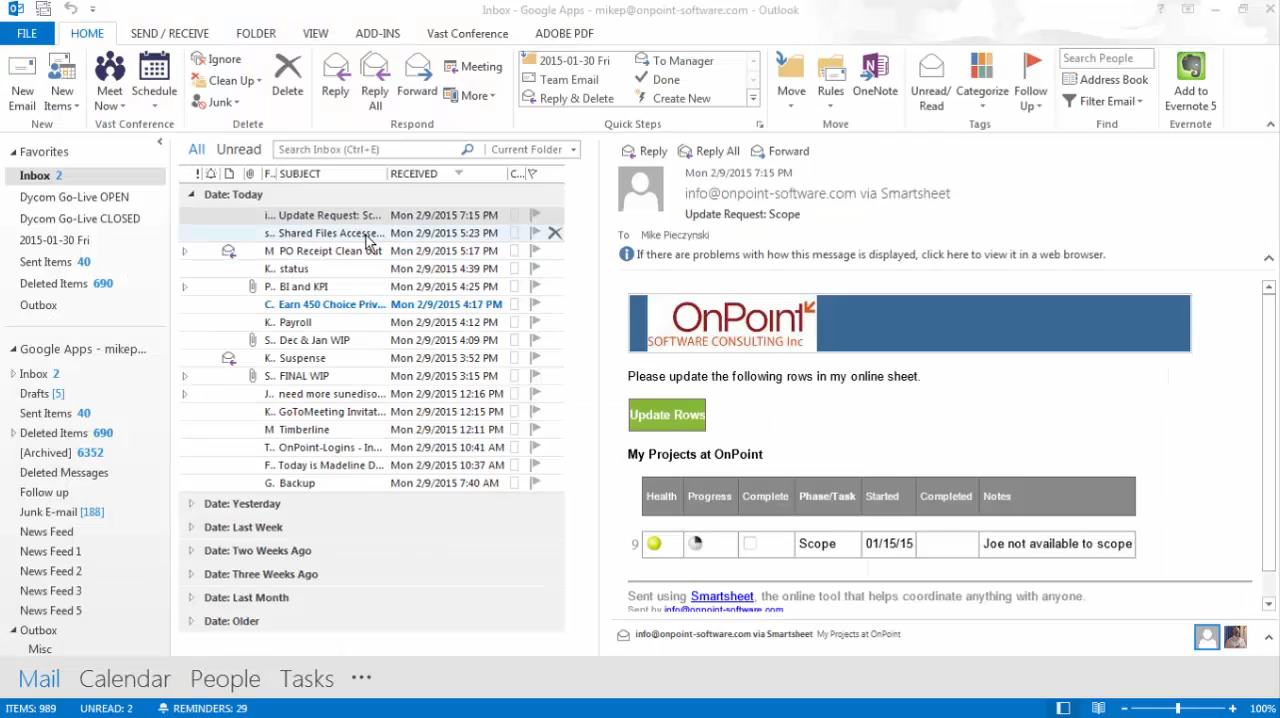 Inbox - Google Apps - mikep@onpoint-software.com - Outlook
FILE HOME SEND / RECEIVE FOLDER VIEW ADD-INS Vast Conference ADOBE PDF
New Email
New Items
New
Meet Now
Schedule
Vast Conference
Ignore
Clean Up
Junk
Delete
Delete
Reply
Reply All
Forward
Meeting
More
Respond
2015-01-30 Fri
To Manager
Team Email
Done
Reply & Delete
Create New
Quick Steps
Move
Rules
OneNote
Move
Unread/ Read
Categorize
Follow Up
Tags
Search People
Address Book
Filter Email
Find
Add to Evernote 5
Evernote
Favorites
Inbox 2
Dycom Go-Live OPEN
Dycom Go-Live CLOSED
2015-01-30 Fri
Sent Items 40
Deleted Items 690
Outbox
Google Apps - mikep...
Inbox 2
Drafts [5]
Sent Items 40
Deleted Items 690
[Archived] 6352
Deleted Messages
Follow up
Junk E-mail [188]
News Feed
News Feed 1
News Feed 2
News Feed 3
News Feed 5
Outbox
Misc
All Unread Search Inbox (Ctrl+E) Current Folder
! F.. SUBJECT RECEIVED C...
Date: Today
i... Update Request: Sc... Mon 2/9/2015 7:15 PM
s.. Shared Files Accesse... Mon 2/9/2015 5:23 PM
M PO Receipt Clean out Mon 2/9/2015 5:17 PM
K.. status Mon 2/9/2015 4:39 PM
P.. BI and KPI Mon 2/9/2015 4:25 PM
C. Earn 450 Choice Priv... Mon 2/9/2015 4:17 PM
K.. Payroll Mon 2/9/2015 4:12 PM
S.. Dec & Jan WIP Mon 2/9/2015 4:09 PM
K.. Suspense Mon 2/9/2015 3:52 PM
S.. FINAL WIP Mon 2/9/2015 3:15 PM
J.. need more sunediso... Mon 2/9/2015 12:16 PM
K.. GoToMeeting Invitat... Mon 2/9/2015 12:15 PM
M Timberline Mon 2/9/2015 12:11 PM
T.. OnPoint-Logins - In... Mon 2/9/2015 10:41 AM
F.. Today is Madeline D... Mon 2/9/2015 10:37 AM
G. Backup Mon 2/9/2015 7:40 AM
Date: Yesterday
Date: Last Week
Date: Two Weeks Ago
Date: Three Weeks Ago
Date: Last Month
Date: Older
Reply Reply All Forward
Mon 2/9/2015 7:15 PM
info@onpoint-software.com via Smartsheet
Update Request: Scope
To Mike Pieczynski
If there are problems with how this message is displayed, click here to view it in a web browser.
OnPoint
SOFTWARE CONSULTING Inc
Please update the following rows in my online sheet.
Update Rows
My Projects at OnPoint
Health Progress Complete Phase/Task Started Completed Notes
9 Scope 01/15/15 Joe not available to scope
Sent using Smartsheet, the online tool that helps coordinate anything with anyone.
Sent by info@onpoint-software.com
info@onpoint-software.com via Smartsheet My Projects at OnPoint
Mail Calendar People Tasks ...
ITEMS: 989 UNREAD: 2 REMINDERS: 29 100%